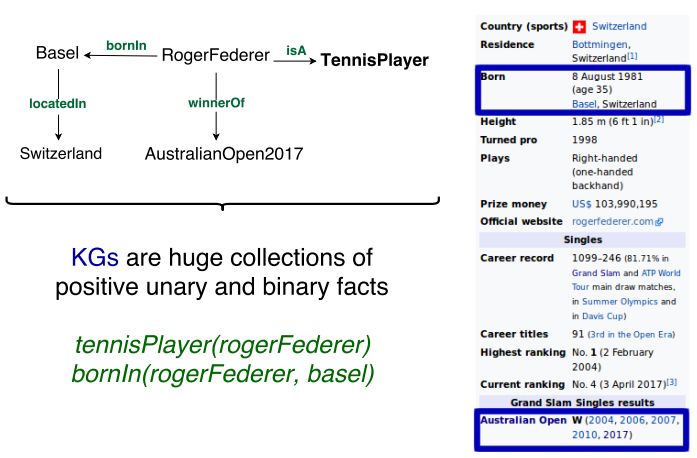 Basel
bornIn
RogerFederer
isA
TennisPlayer
locatedIn
winnerOf
Switzerland
AustralianOpen2017
KGs are huge collections of
positive unary and binary facts
tennisPlayer(rogerFederer)
bornIn(rogerFederer, basel)
Country (sports) Switzerland
Residence Bottmingen,
Switzerland[1]
Born 8 August 1981
(age 35)
Basel, Switzerland
Height 1.85 m (6 ft 1 in)[2]
Turned pro 1998
Plays Right-handed
(one-handed
backhand)
Prize money US$ 103,990,195
Official website rogerfederer.com
Singles
Career record 1099–246 (81.71% in
Grand Slam and ATP World
Tour main draw matches,
in Summer Olympics and
in Davis Cup)
Career titles 91 (3rd in the Open Era)
Highest ranking No. 1 (2 February
2004)
Current ranking No. 4 (3 April 2017)[3]
Grand Slam Singles results
Australian Open W (2004, 2006, 2007,
2010, 2017)